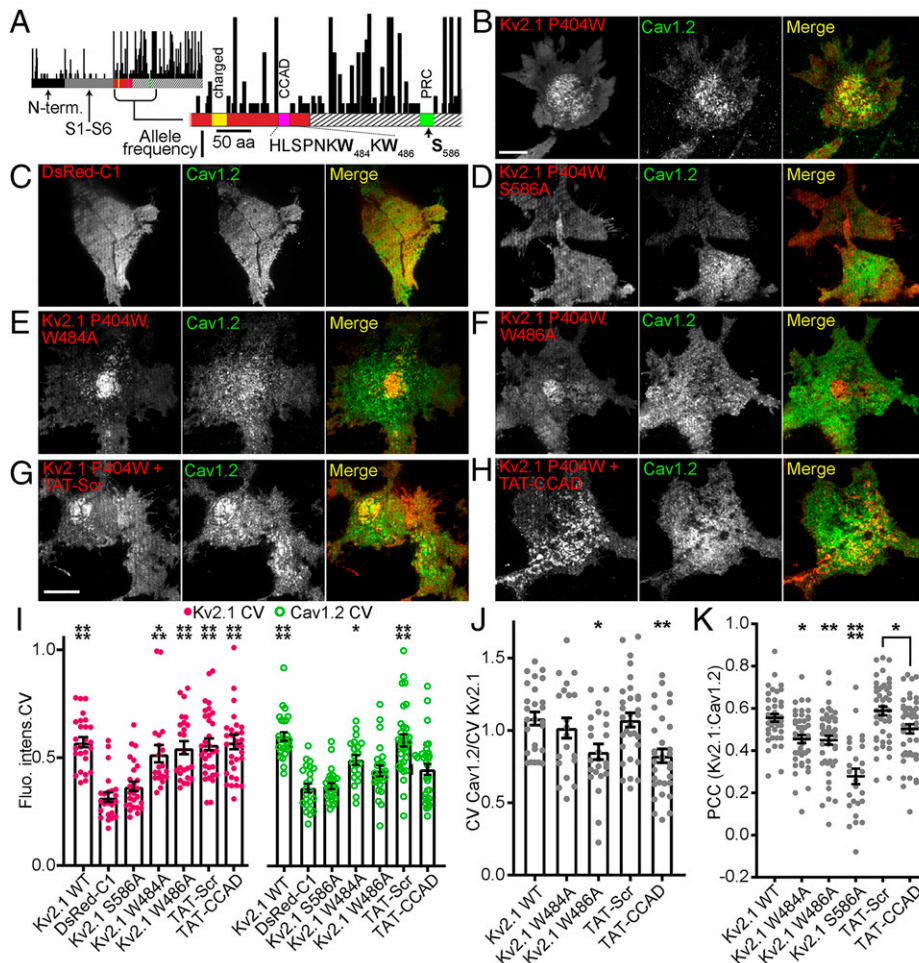 A
N-term.
S1-S6
Allele
frequency
charged
CCAD
PRC
50 aa
HLSPNKW484KW486
S586
B
Kv2.1 P404W
Cav1.2
Merge
C
DsRed-C1
Cav1.2
Merge
D
Kv2.1 P404W,
S586A
Cav1.2
Merge
E
Kv2.1 P404W,
W484A
Cav1.2
Merge
F
Kv2.1 P404W,
W486A
Cav1.2
Merge
G
Kv2.1 P404W +
TAT-Scr
Cav1.2
Merge
H
Kv2.1 P404W +
TAT-CCAD
Cav1.2
Merge
I
Kv2.1 CV
Cav1.2 CV
** ** * ** ** ** ** * **
** ** ** ** ** ** **
Fluo. intens.CV
1.0
0.5
0.0
Kv2.1 WT
DsRed-C1
Kv2.1 S586A
Kv2.1 W484A
Kv2.1 W486A
TAT-Scr
TAT-CCAD
Kv2.1 WT
DsRed-C1
Kv2.1 S586A
Kv2.1 W484A
Kv2.1 W486A
TAT-Scr
TAT-CCAD
J
* **
CV Cav1.2/CV Kv2.1
1.5
1.0
0.5
0.0
Kv2.1 WT
Kv2.1 W484A
Kv2.1 W486A
TAT-Scr
TAT-CCAD
K
* ** ** *
**
PCC (Kv2.1:Cav1.2)
1.0
0.8
0.6
0.4
0.2
0.0
-0.2
Kv2.1 WT
Kv2.1 W484A
Kv2.1 W486A
Kv2.1 S586A
TAT-Scr
TAT-CCAD